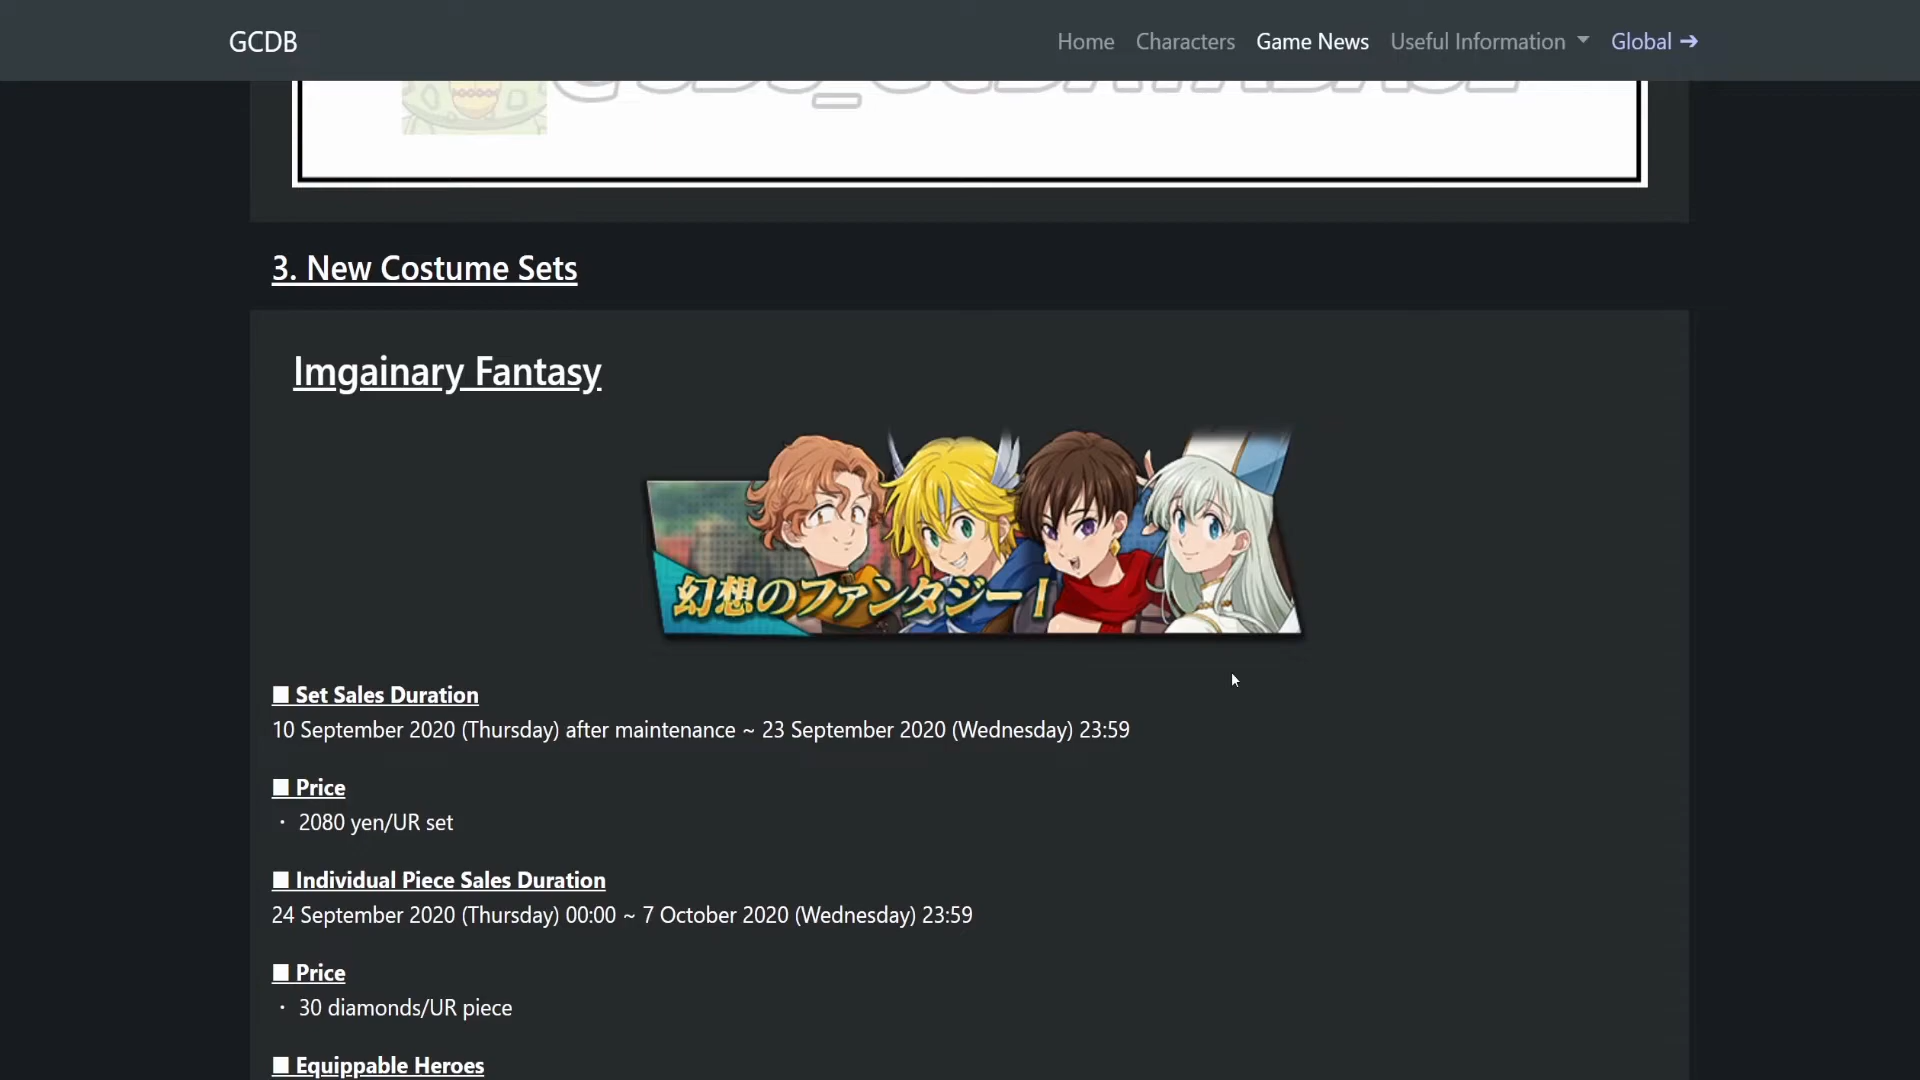 GCDB
Home Characters Game News Useful Information Global ➔
3. New Costume Sets
Imgainary Fantasy
幻想のファンタジーI
■ Set Sales Duration
10 September 2020 (Thursday) after maintenance ~ 23 September 2020 (Wednesday) 23:59
■ Price
・ 2080 yen/UR set
■ Individual Piece Sales Duration
24 September 2020 (Thursday) 00:00 ~ 7 October 2020 (Wednesday) 23:59
■ Price
・ 30 diamonds/UR piece
■ Equippable Heroes